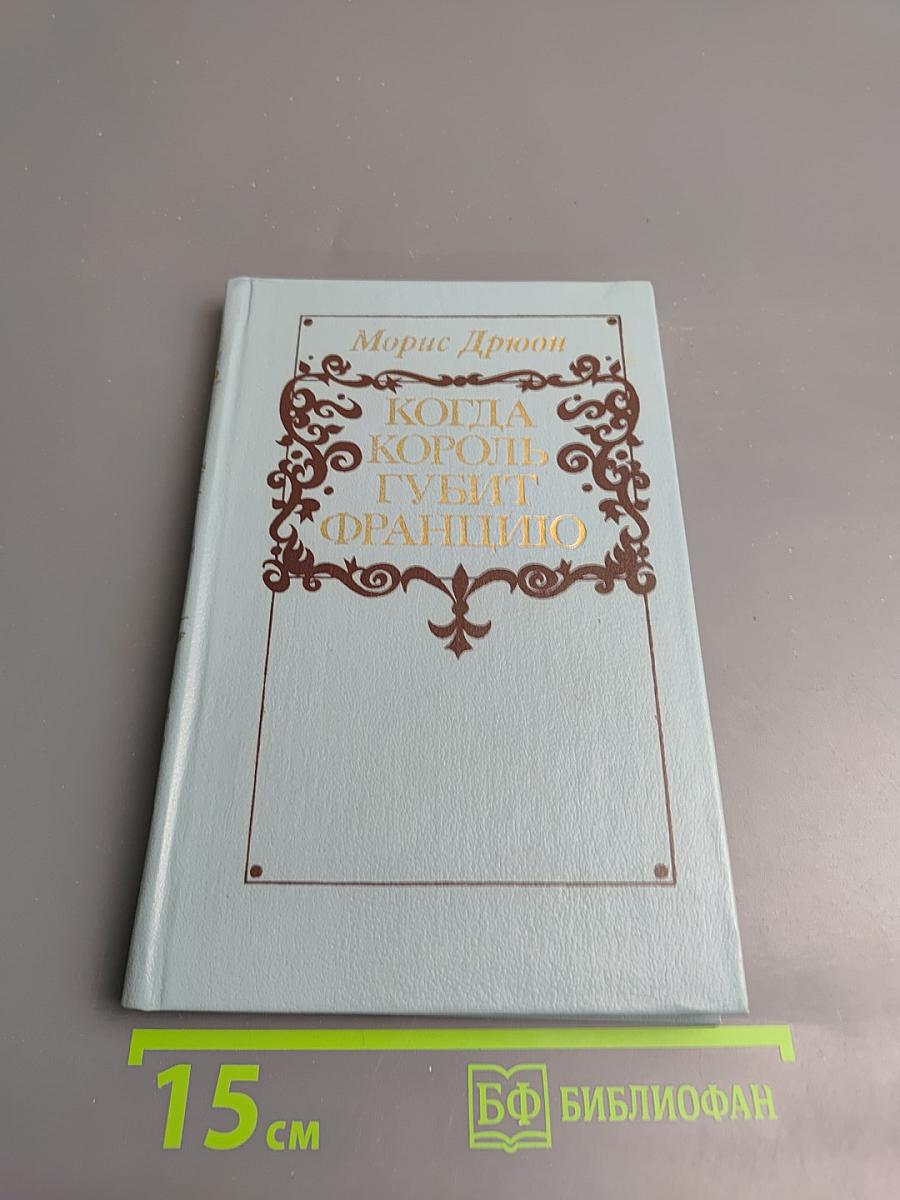 Морис Дрюон
КОГДА
КОРОЛЬ
ГУБИТ
ФРАНЦИЮ
15 см
БФ БИБЛИОФАН